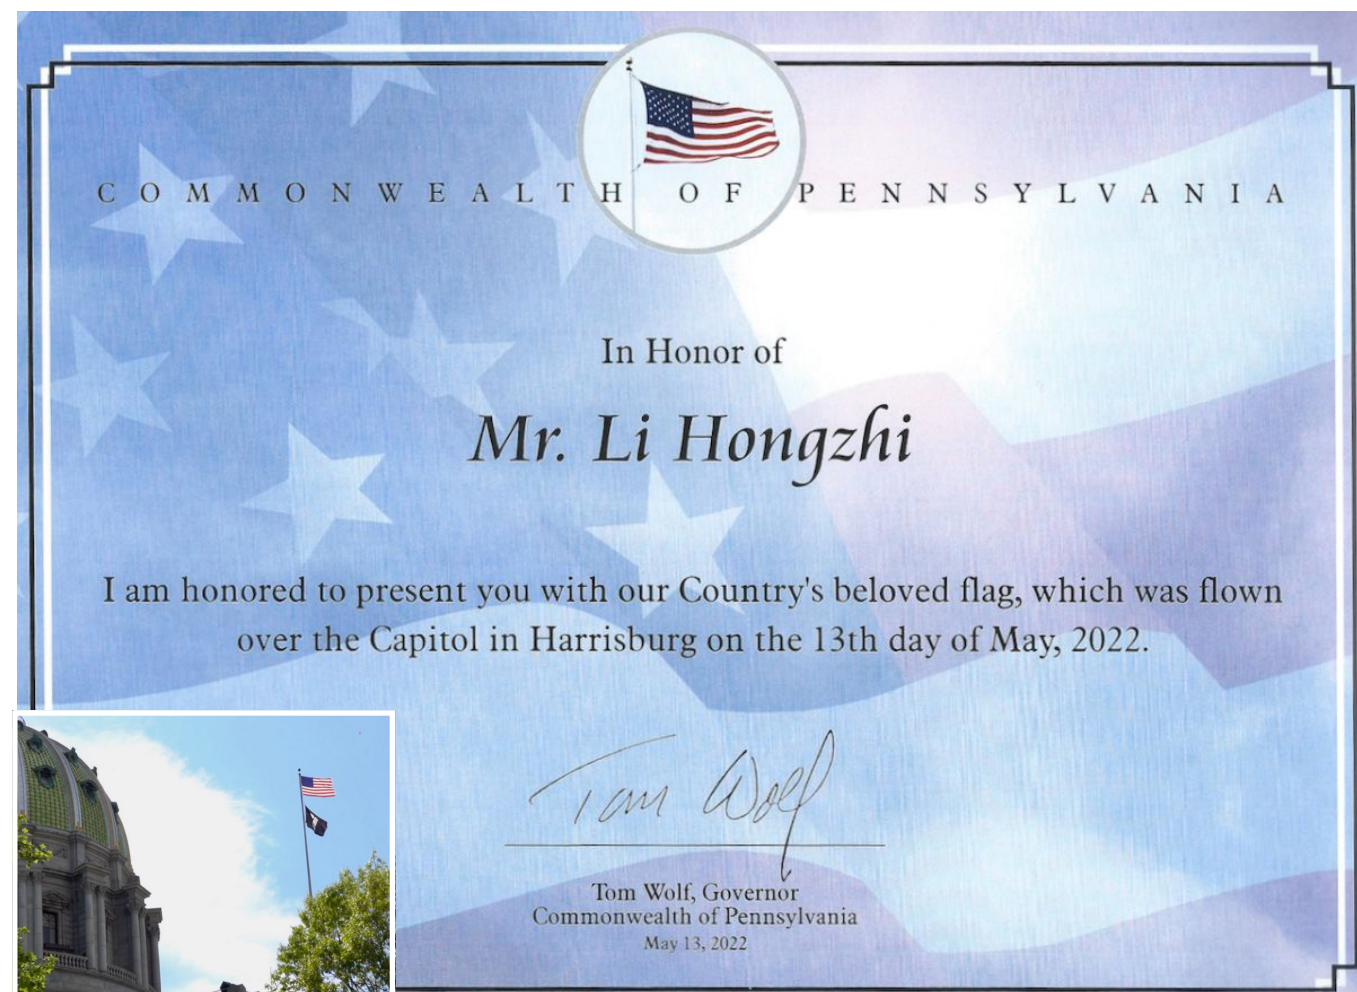 COMMONWEALTH OF PENNSYLVANIA
In Honor of
Mr. Li Hongzhi
I am honored to present you with our Country's beloved flag, which was flown
over the Capitol in Harrisburg on the 13th day of May, 2022.
Tom Wolf
Tom Wolf, Governor
Commonwealth of Pennsylvania
May 13, 2022